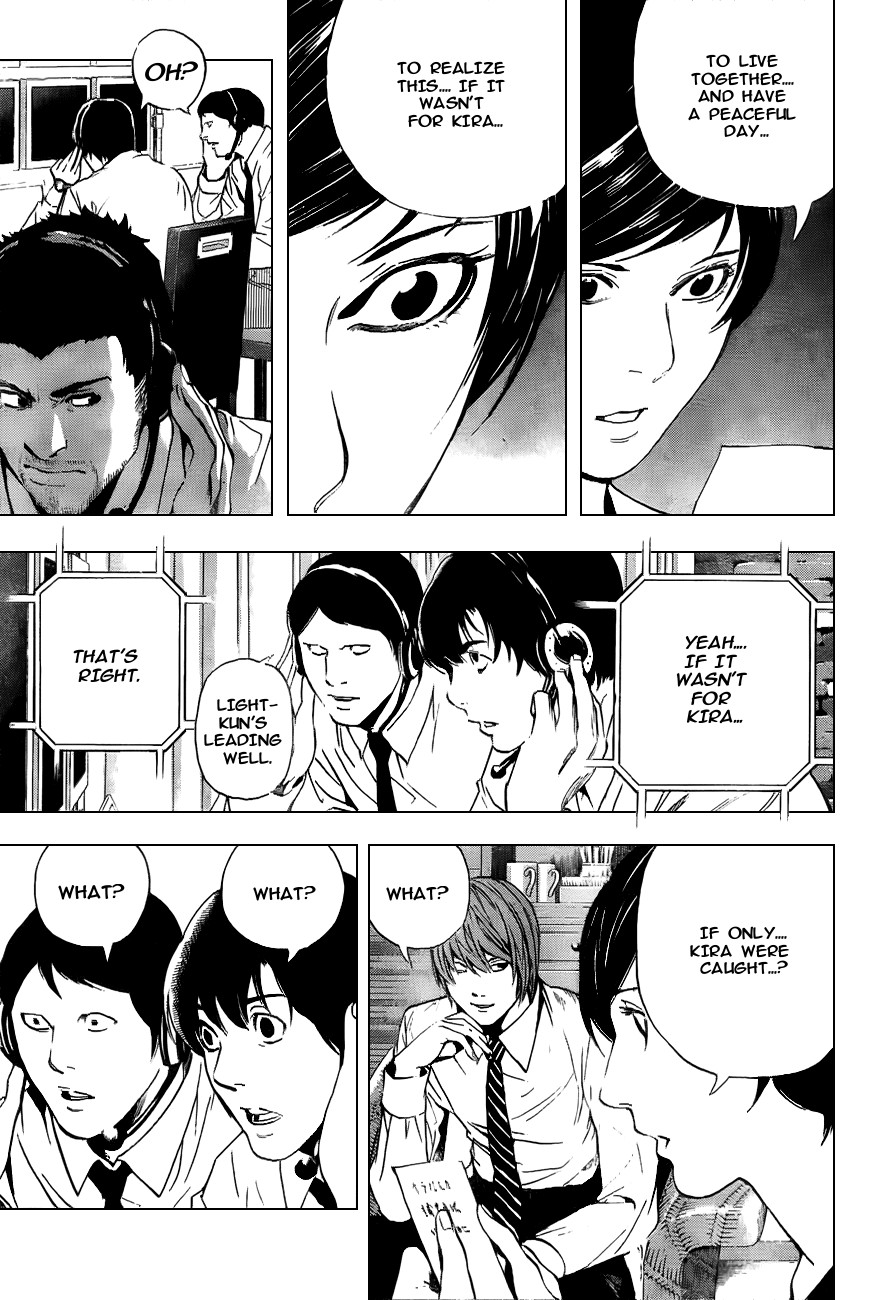 TO LIVE
TOGETHER....
AND HAVE
A PEACEFUL
DAY...
TO REALIZE
THIS.... IF IT
WASN'T
FOR KIRA...
OH?
YEAH....
IF IT
WASN'T
FOR
KIRA...
LIGHT-
KUN'S
LEADING
WELL.
THAT'S
RIGHT.
IF ONLY....
KIRA WERE
CAUGHT...?
WHAT?
WHAT?
WHAT?